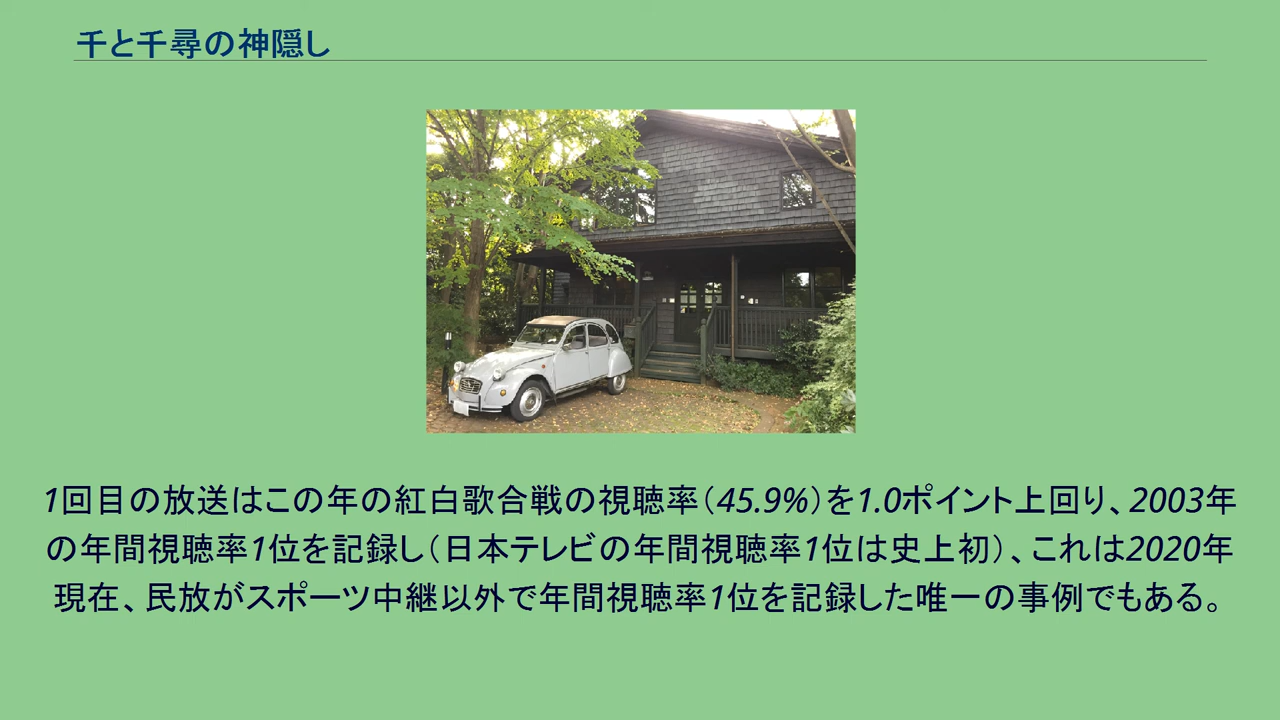 千と千尋の神隠し
1回目の放送はこの年の紅白歌合戦の視聴率（45.9%）を1.0ポイント上回り、2003年
の年間視聴率1位を記録し（日本テレビの年間視聴率1位は史上初）、これは2020年
現在、民放がスポーツ中継以外で年間視聴率1位を記録した唯一の事例でもある。